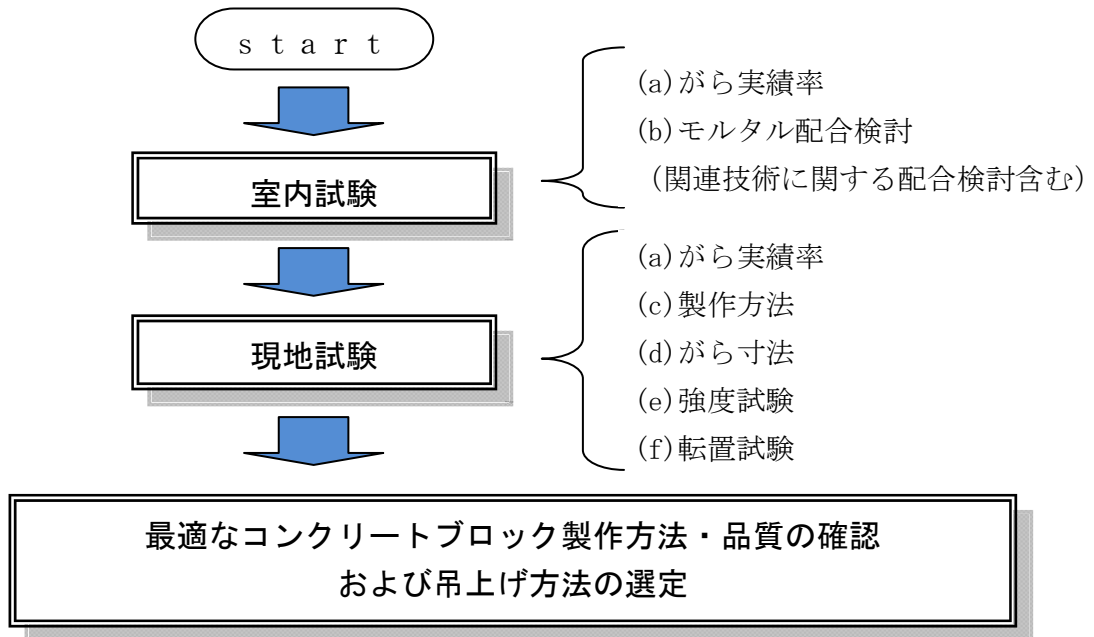 start
(a)がら実績率
(b)モルタル配合検討
(関連技術に関する配合検討含む)
室内試験
(a)がら実績率
(c)製作方法
(d)がら寸法
(e)強度試験
(f)転置試験
現地試験
最適なコンクリートブロック製作方法・品質の確認
および吊上げ方法の選定